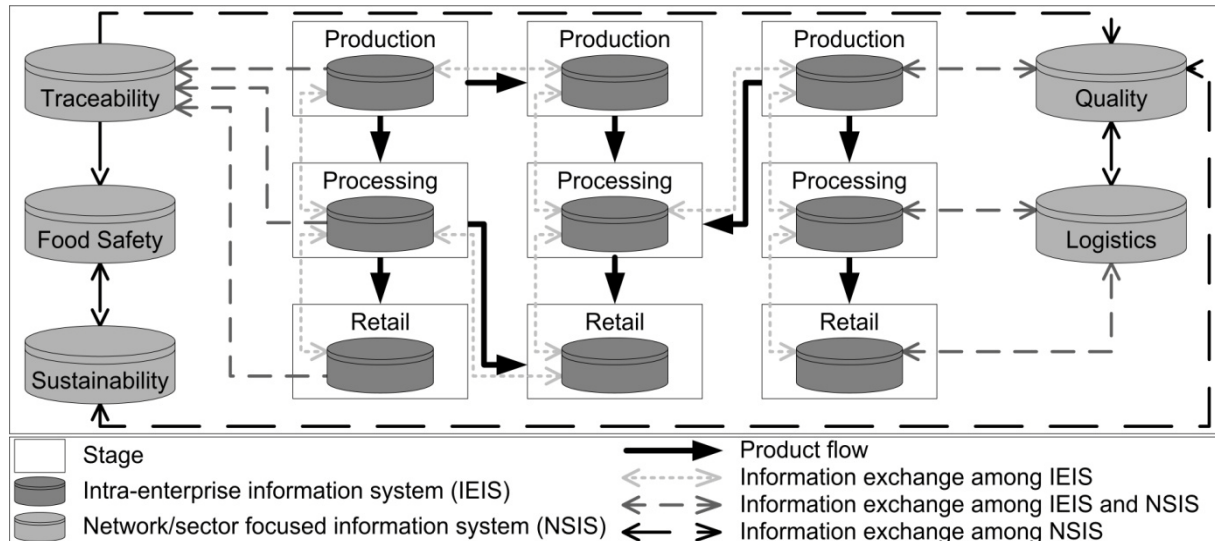 Production
Production
Production
Traceability
Quality
Processing
Processing
Processing
Food Safety
Logistics
Retail
Retail
Retail
Sustainability
Stage
Intra-enterprise information system (IEIS)
Network/sector focused information system (NSIS)
Product flow
Information exchange among IEIS
Information exchange among IEIS and NSIS
Information exchange among NSIS